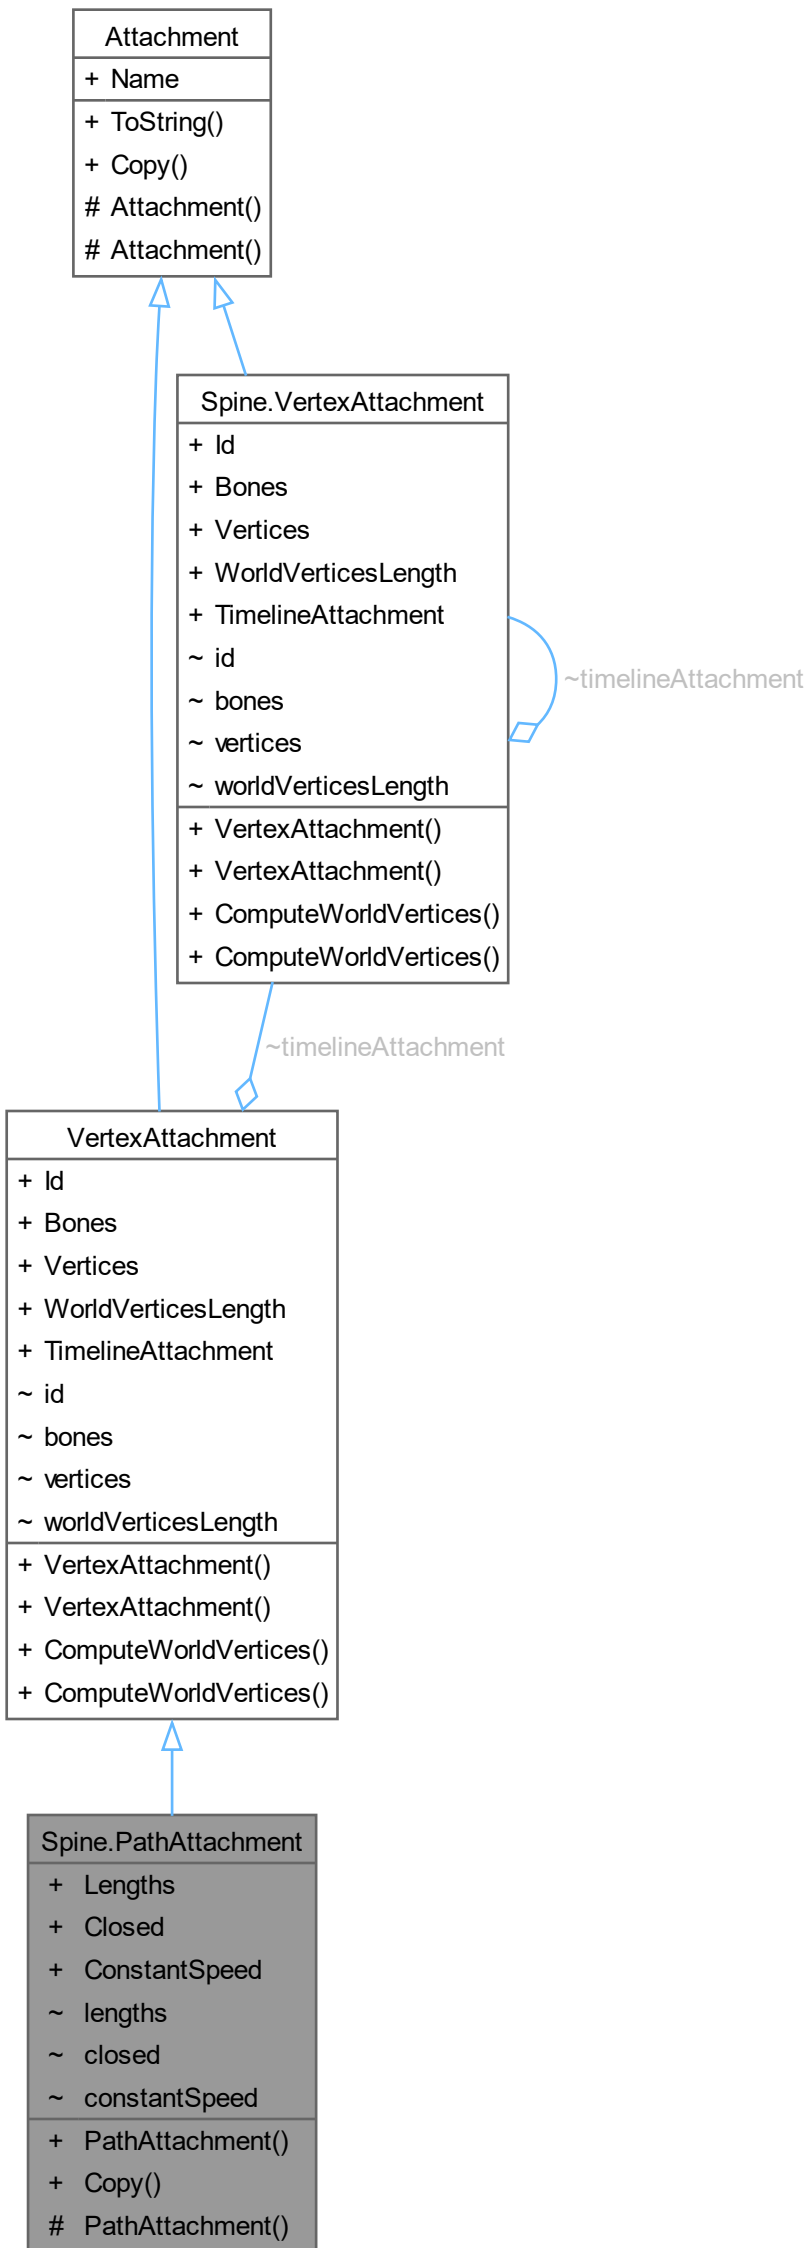 Attachment
+ Name
+ ToString()
+ Copy()
# Attachment()
# Attachment()
Spine.VertexAttachment
+ Id
+ Bones
+ Vertices
+ WorldVerticesLength
+ TimelineAttachment
~ id
~ bones
~ vertices
~ worldVerticesLength
+ VertexAttachment()
+ VertexAttachment()
+ ComputeWorldVertices()
+ ComputeWorldVertices()
~timelineAttachment
~timelineAttachment
VertexAttachment
+ Id
+ Bones
+ Vertices
+ WorldVerticesLength
+ TimelineAttachment
~ id
~ bones
~ vertices
~ worldVerticesLength
+ VertexAttachment()
+ VertexAttachment()
+ ComputeWorldVertices()
+ ComputeWorldVertices()
Spine.PathAttachment
+ Lengths
+ Closed
+ ConstantSpeed
~ lengths
~ closed
~ constantSpeed
+ PathAttachment()
+ Copy()
# PathAttachment()